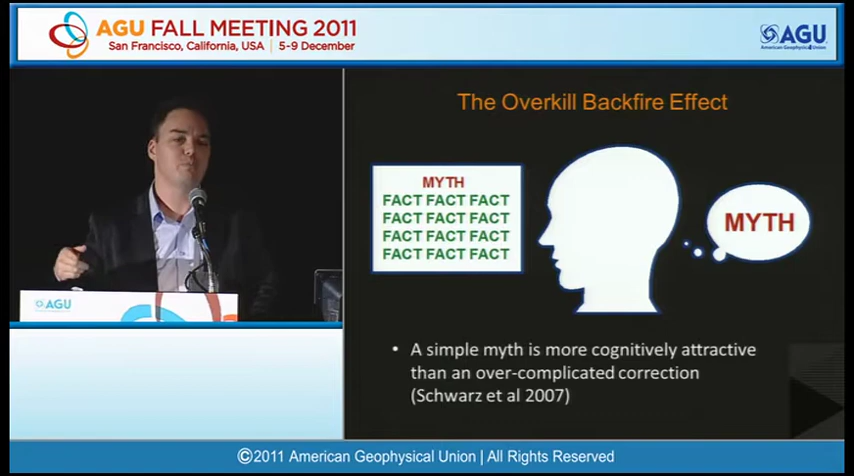 AGU FALL MEETING 2011
San Francisco, California, USA | 5-9 December
AGU
American Geophysical Union
The Overkill Backfire Effect
MYTH
FACT FACT FACT
FACT FACT FACT
FACT FACT FACT
FACT FACT FACT
MYTH
AGU
• A simple myth is more cognitively attractive
than an over-complicated correction
(Schwarz et al 2007)
©2011 American Geophysical Union | All Rights Reserved